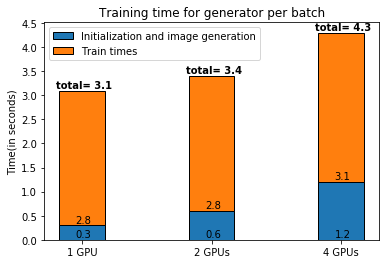 Training time for generator per batch
Time(in seconds)
4.5
4.0
3.5
3.0
2.5
2.0
1.5
1.0
0.5
0.0
Initialization and image generation
Train times
total= 3.1
total= 3.4
total= 4.3
2.8
0.3
2.8
0.6
3.1
1.2
1 GPU
2 GPUs
4 GPUs